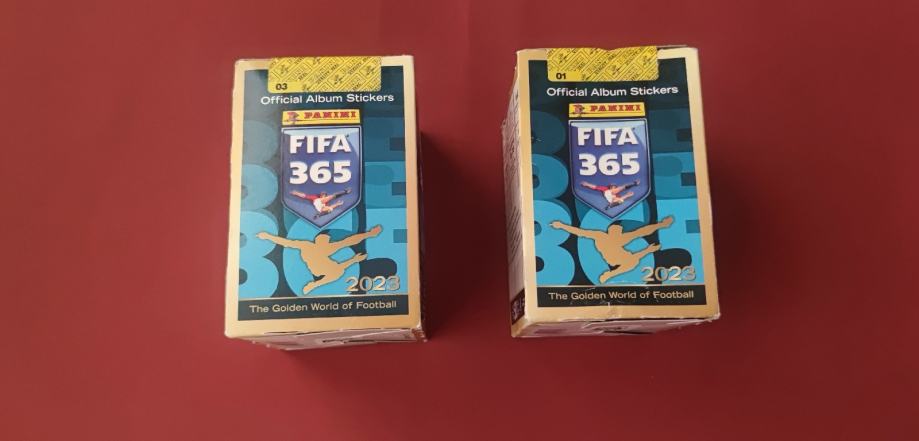 03
Official Album Stickers
PANINI
FIFA
365
2023
The Golden World of Football
01
Official Album Stickers
PANINI
FIFA
365
2023
The Golden World of Football